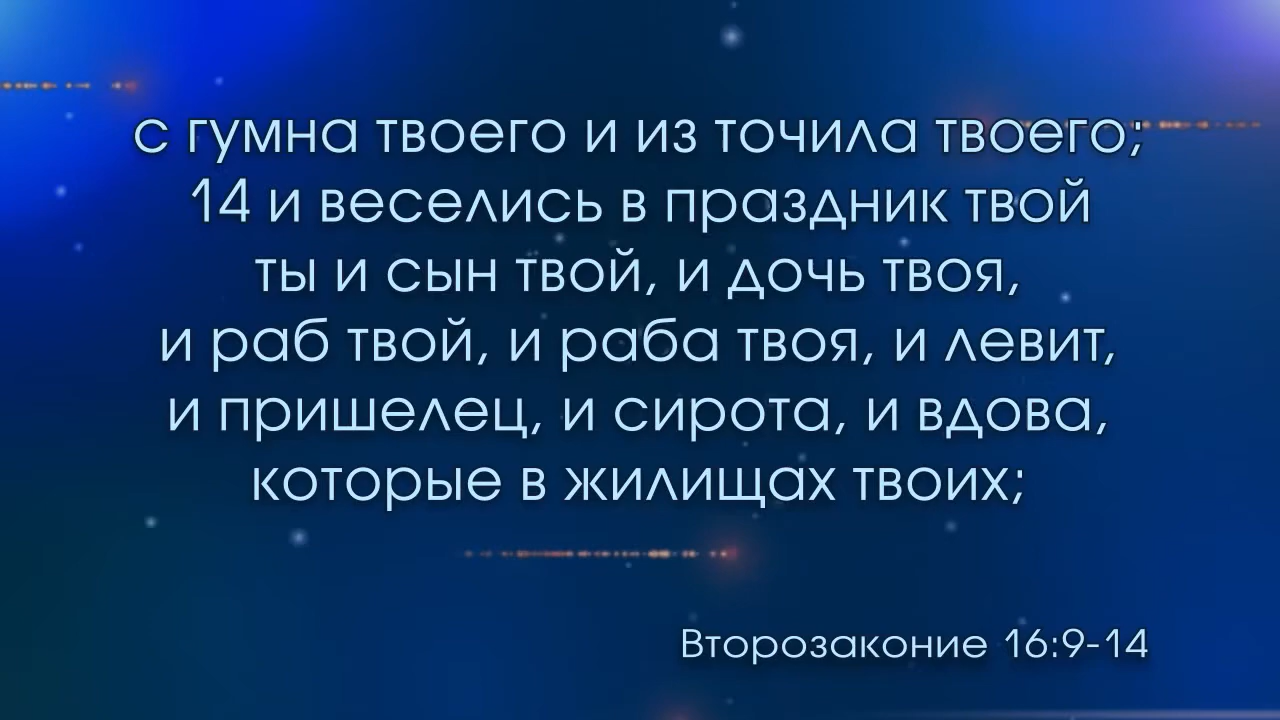 с гумна твоего и из точила твоего;
14 и веселись в праздник твой
ты и сын твой, и дочь твоя,
и раб твой, и раба твоя, и левит,
и пришелец, и сирота, и вдова,
которые в жилищах твоих;
Второзаконие 16:9-14